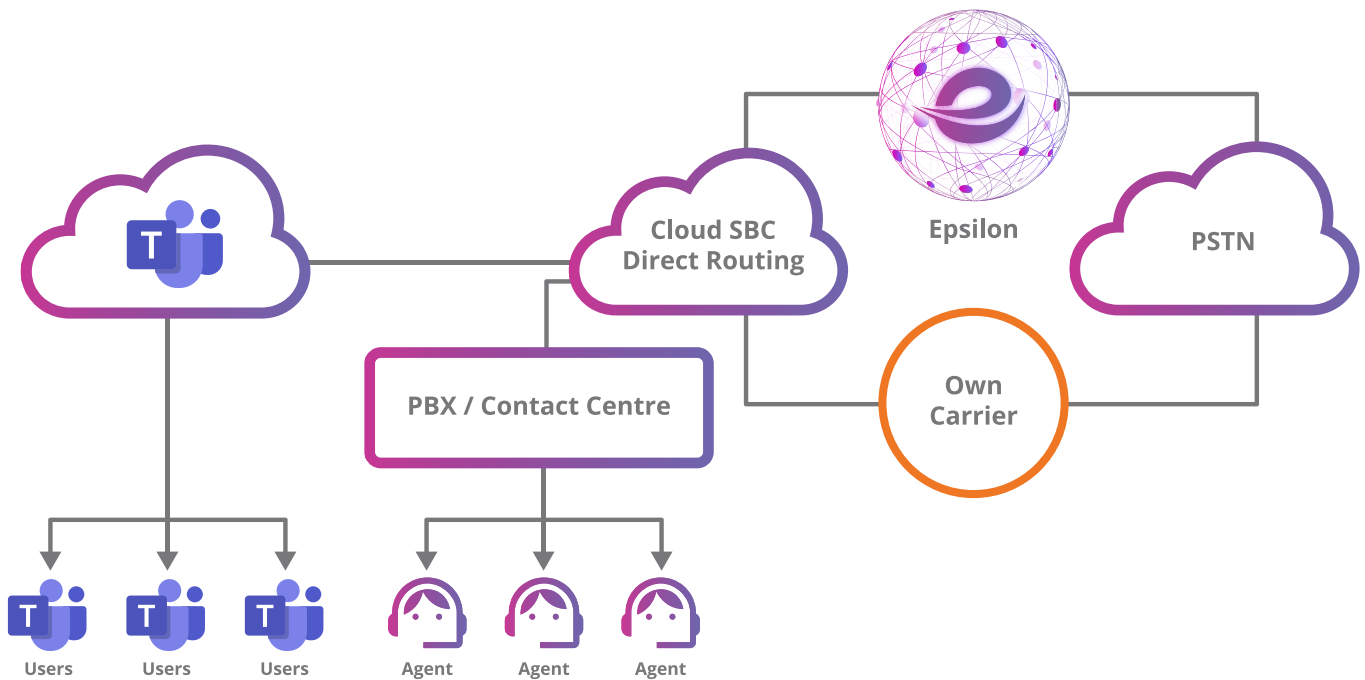 T
Cloud SBC
Direct Routing
Epsilon
PSTN
PBX / Contact Centre
Own
Carrier
T
T
T
Users
Users
Users
Agent
Agent
Agent